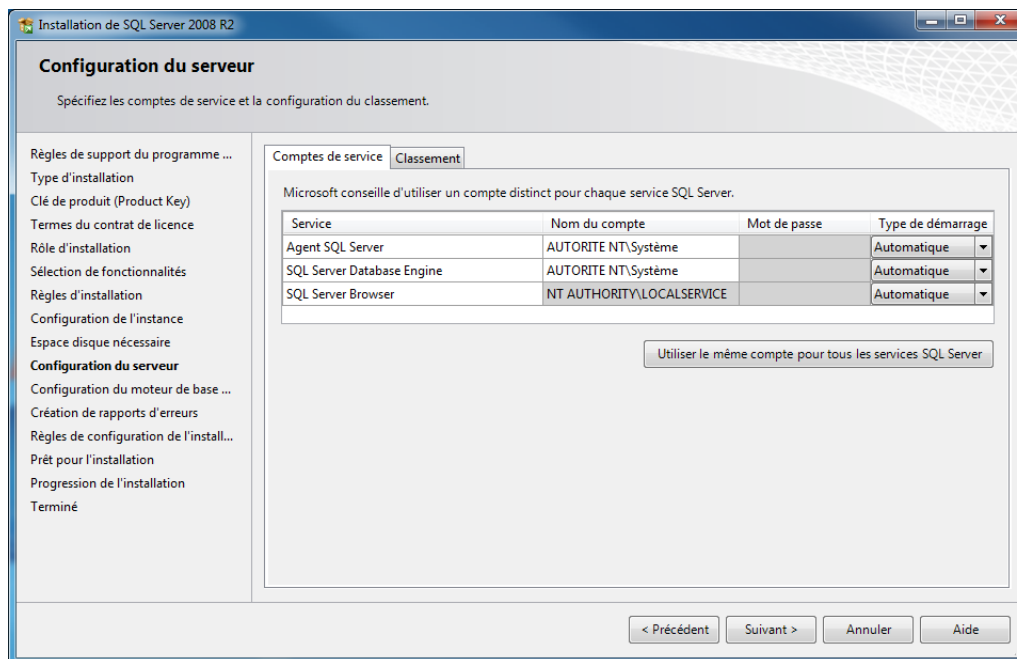 Installation de SQL Server 2008 R2
Configuration du serveur
Spécifiez les comptes de service et la configuration du classement.
Règles de support du programme ...
Type d'installation
Clé de produit (Product Key)
Termes du contrat de licence
Rôle d'installation
Sélection de fonctionnalités
Règles d'installation
Configuration de l'instance
Espace disque nécessaire
Configuration du serveur
Configuration du moteur de base ...
Création de rapports d'erreurs
Règles de configuration de l'install...
Prêt pour l'installation
Progression de l'installation
Terminé
Comptes de service Classement
Microsoft conseille d'utiliser un compte distinct pour chaque service SQL Server.
Service Nom du compte Mot de passe Type de démarrage
Agent SQL Server AUTORITE NT\Système Automatique
SQL Server Database Engine AUTORITE NT\Système Automatique
SQL Server Browser NT AUTHORITY\LOCALSERVICE Automatique
Utiliser le même compte pour tous les services SQL Server
< Précédent Suivant > Annuler Aide